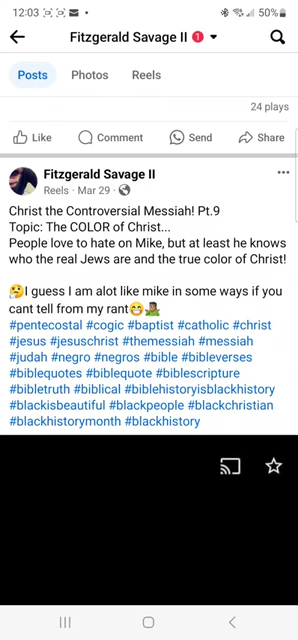 12:03 50%
Fitzgerald Savage II 1
Posts Photos Reels
24 plays
Like Comment Send Share
Fitzgerald Savage II
Reels · Mar 29 ·
Christ the Controversial Messiah! Pt.9
Topic: The COLOR of Christ...
People love to hate on Mike, but at least he knows
who the real Jews are and the true color of Christ!
🤔I guess I am alot like mike in some ways if you
cant tell from my rant😁🤷🏾‍♂️
#pentecostal #cogic #baptist #catholic #christ
#jesus #jesuschrist #themessiah #messiah
#judah #negro #negros #bible #bibleverses
#biblequotes #biblequote #biblescripture
#bibletruth #biblical #biblehistoryisblackhistory
#blackisbeautiful #blackpeople #blackchristian
#blackhistorymonth #blackhistory